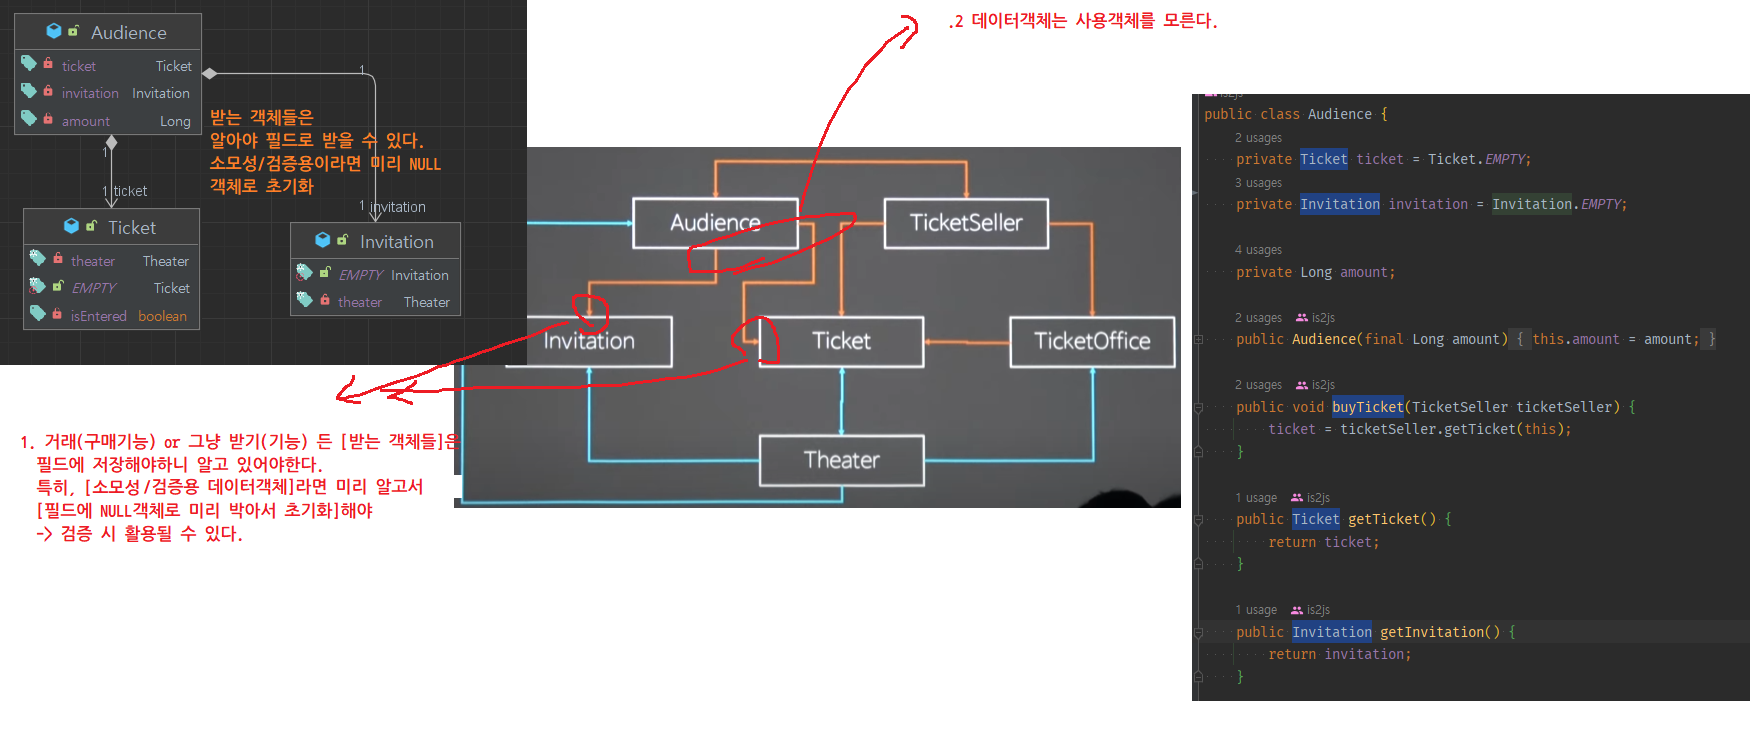 Audience
ticket Ticket
invitation Invitation
amount Long
1
1
1 ticket
1 invitation
받는 객체들은
알아야 필드로 받을 수 있다.
소모성/검증용이라면 미리 NULL
객체로 초기화
Ticket
theater Theater
EMPTY Ticket
isEntered boolean
Invitation
EMPTY Invitation
theater Theater
.2 데이터객체는 사용객체를 모른다.
Audience
TicketSeller
Invitation
Ticket
TicketOffice
Theater
1. 거래(구매기능) or 그냥 받기(기능) 든 [받는 객체들]은
필드에 저장해야하니 알고 있어야한다.
특히, [소모성/검증용 데이터객체]라면 미리 알고서
[필드에 NULL객체로 미리 박아서 초기화]해야
-> 검증 시 활용될 수 있다.
is2js
public class Audience {
2 usages
private Ticket ticket = Ticket.EMPTY;
3 usages
private Invitation invitation = Invitation.EMPTY;
4 usages
private Long amount;
2 usages is2js
public Audience(final Long amount) { this.amount = amount; }
2 usages is2js
public void buyTicket(TicketSeller ticketSeller) {
ticket = ticketSeller.getTicket(this);
}
1 usage is2js
public Ticket getTicket() {
return ticket;
}
1 usage is2js
public Invitation getInvitation() {
return invitation;
}